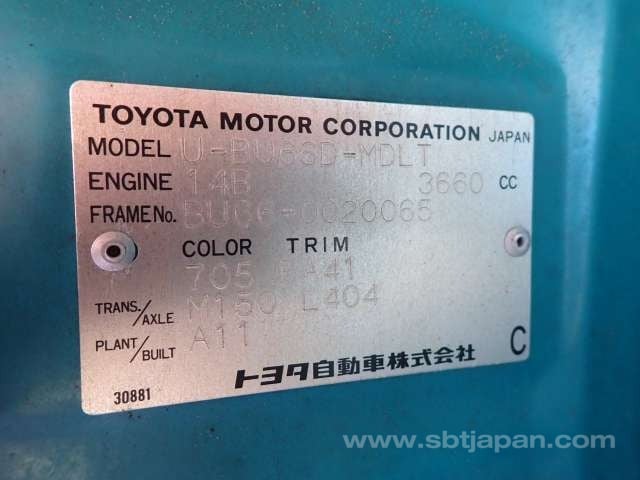 TOYOTA MOTOR CORPORATION JAPAN
MODEL U-BU66D-MDLT
ENGINE 14B 3660 CC
FRAME No. BU66-0020065
COLOR TRIM
705 FA41
TRANS./AXLE M150 L404
PLANT/BUILT A11
トヨタ自動車株式会社 C
30881
www.sbtjapan.com